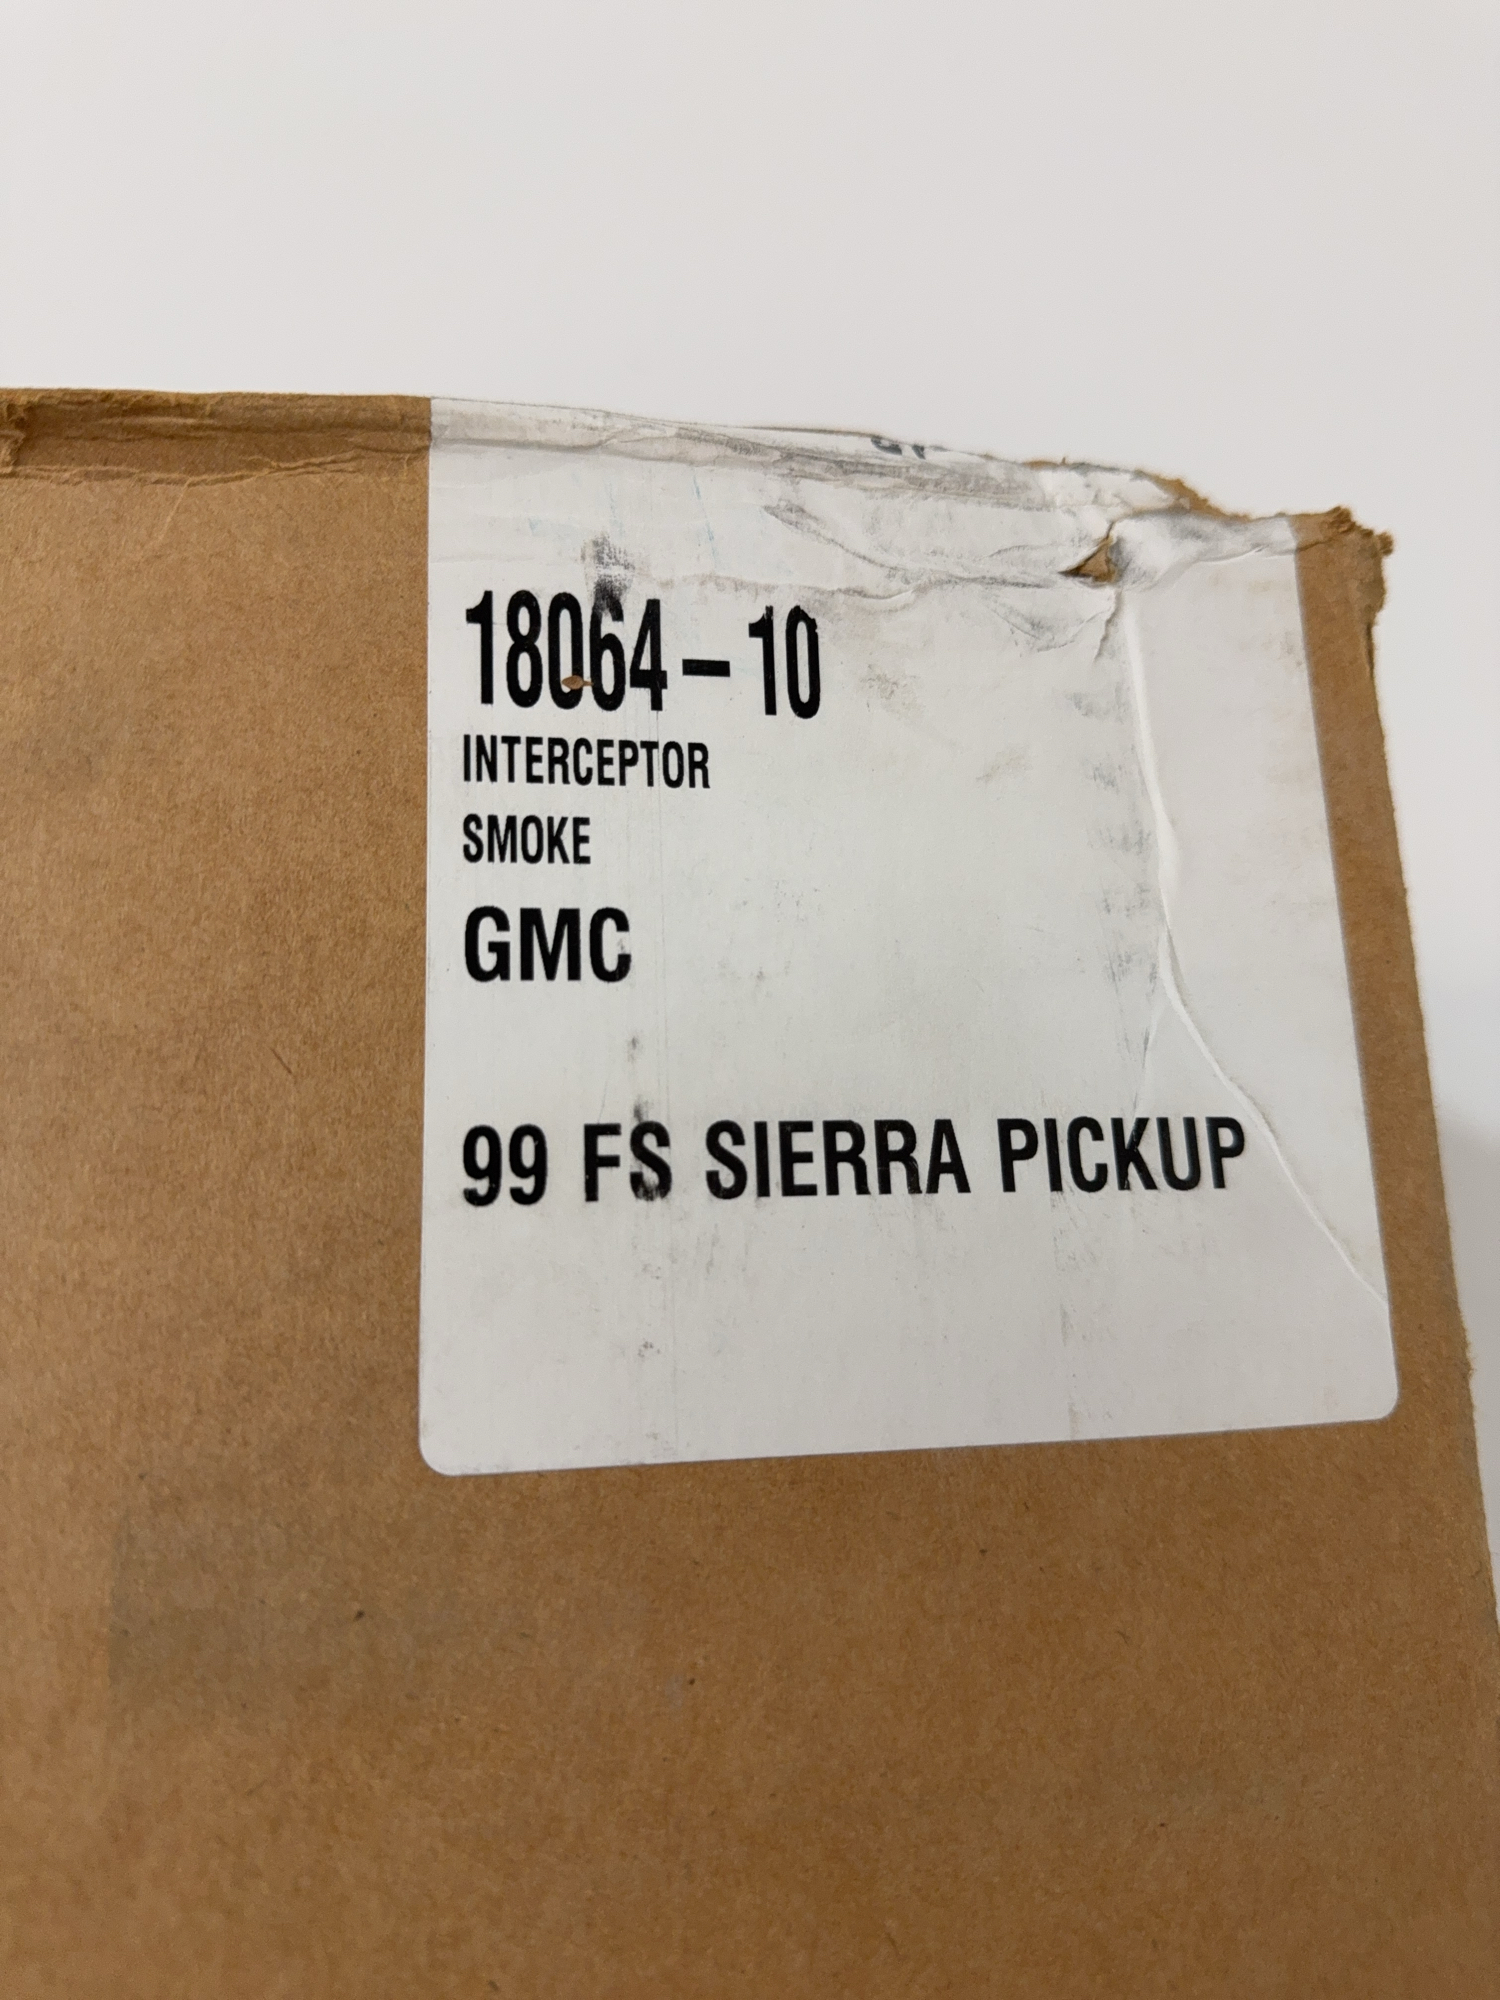 18064-10
INTERCEPTOR
SMOKE
GMC
99 FS SIERRA PICKUP